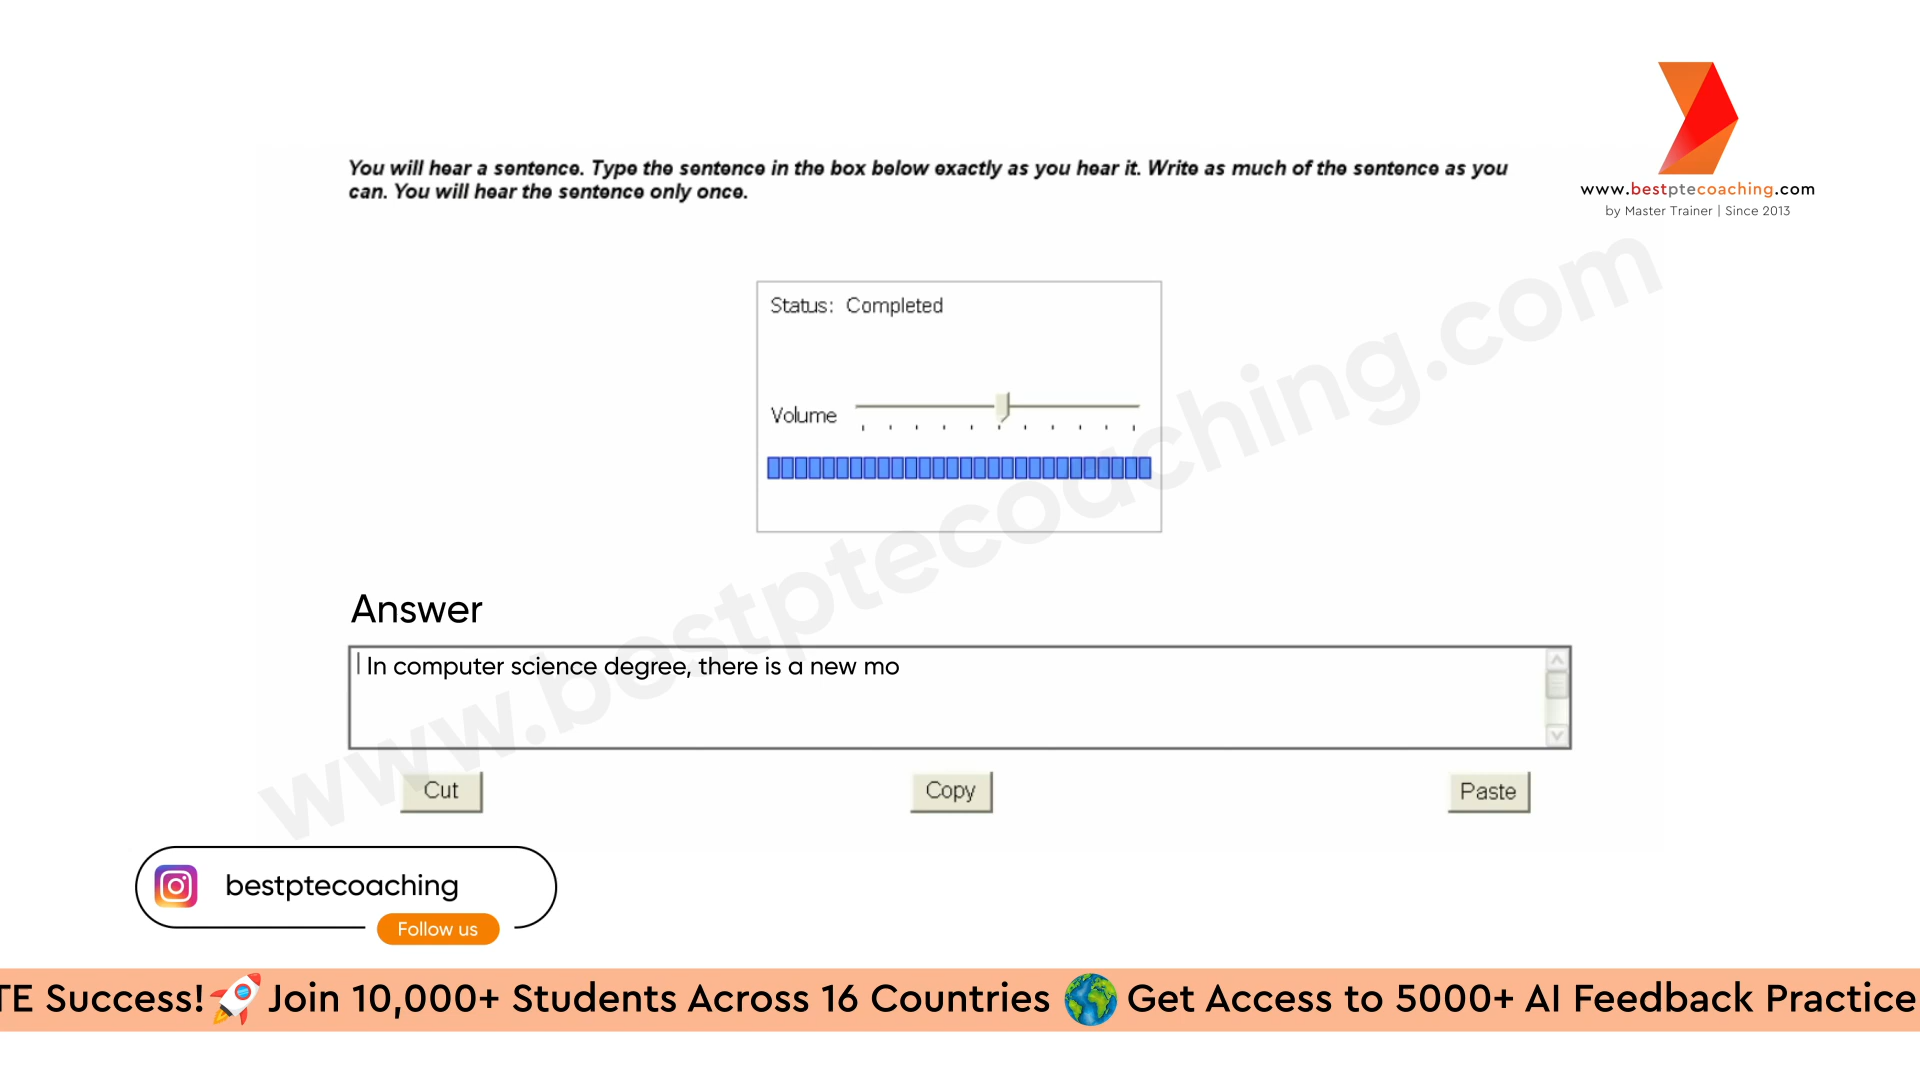 www.bestptecoaching.com
by Master Trainer | Since 2013
You will hear a sentence. Type the sentence in the box below exactly as you hear it. Write as much of the sentence as you
can. You will hear the sentence only once.
Status: Completed
Volume
www.bestptecoaching.com
Answer
In computer science degree, there is a new mo
Cut
Copy
Paste
bestptecoaching
Follow us
TE Success!🚀Join 10,000+ Students Across 16 Countries 🌍 Get Access to 5000+ AI Feedback Practice